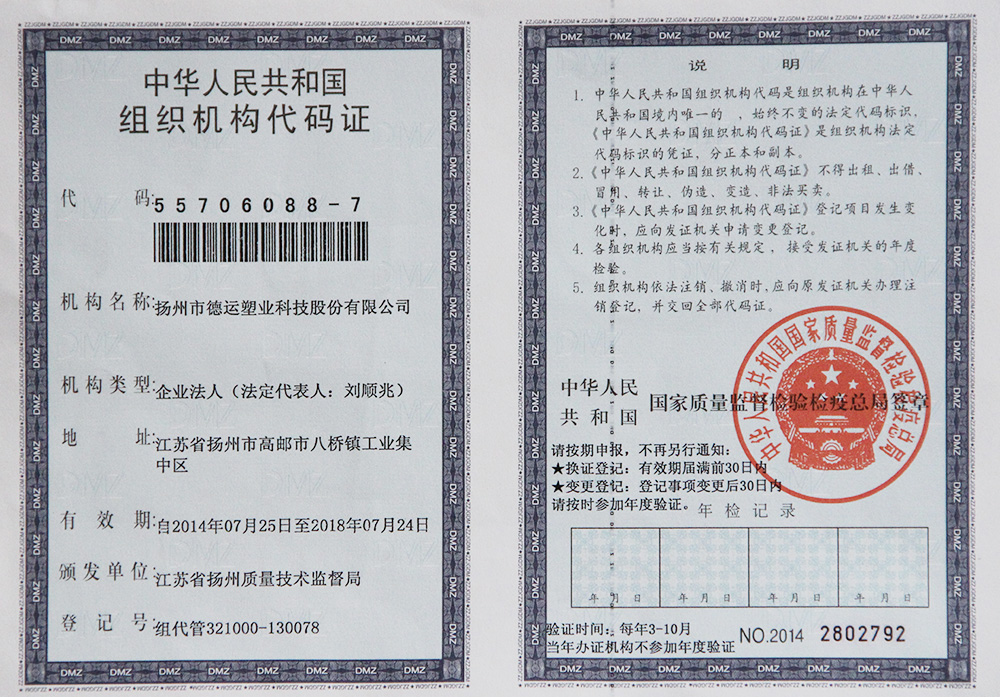 中华人民共和国
组织机构代码证
代 码:55706088-7
机构名称:扬州市德运塑业科技股份有限公司
机构类型:企业法人（法定代表人：刘顺兆）
地 址:江苏省扬州市高邮市八桥镇工业集
中区
有 效 期:自2014年07月25日至2018年07月24日
颁发单位:江苏省扬州质量技术监督局
登 记 号:组代管321000-130078
说 明
1. 中华人民共和国组织机构代码是组织机构在中华人
民共和国境内唯一的 、始终不变的法定代码标识，
《中华人民共和国组织机构代码证》是组织机构法定
代码标识的凭证，分正本和副本。
2.《中华人民共和国组织机构代码证》不得出租、出借、
冒用、转让、伪造、变造、非法买卖。
3.《中华人民共和国组织机构代码证》登记项目发生变
化时，应向发证机关申请变更登记。
4. 各组织机构应当按有关规定，接受发证机关的年度
检验。
5. 组织机构依法注销、撤消时，应向原发证机关办理注
销登记，并交回全部代码证。
中华人民
共和国 国家质量监督检验检疫总局签章
中华人民共和国国家质量监督检验检疫总局
请按期申报，不再另行通知：
★换证登记：有效期届满前30日内
★变更登记：登记事项变更后30日内
请按时参加年度验证。
年检记录
年 月 日 年 月 日 年 月 日 年 月 日
验证时间：每年3-10月
当年办证机构不参加年度验证
NO.2014 2802792